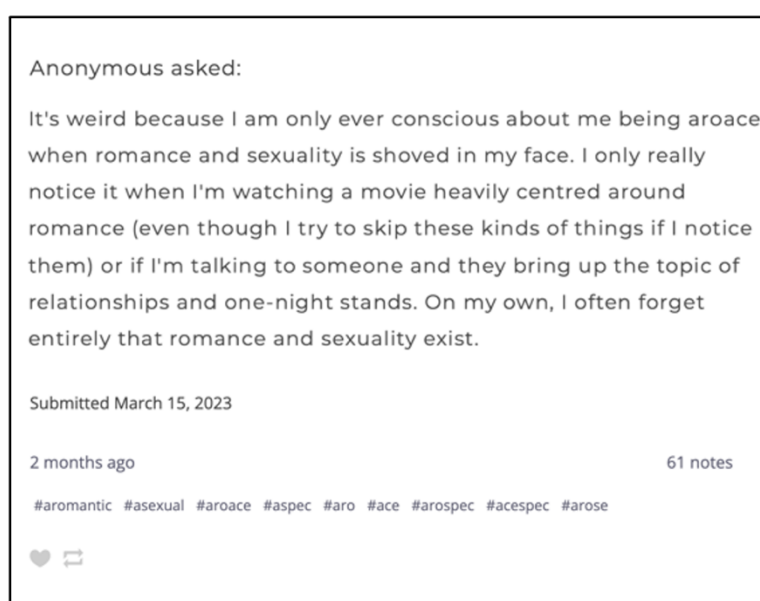 Anonymous asked:
It's weird because I am only ever conscious about me being aroace
when romance and sexuality is shoved in my face. I only really
notice it when I'm watching a movie heavily centred around
romance (even though I try to skip these kinds of things if I notice
them) or if I'm talking to someone and they bring up the topic of
relationships and one-night stands. On my own, I often forget
entirely that romance and sexuality exist.
Submitted March 15, 2023
2 months ago 61 notes
#aromantic #asexual #aroace #aspec #aro #ace #arospec #acespec #arose